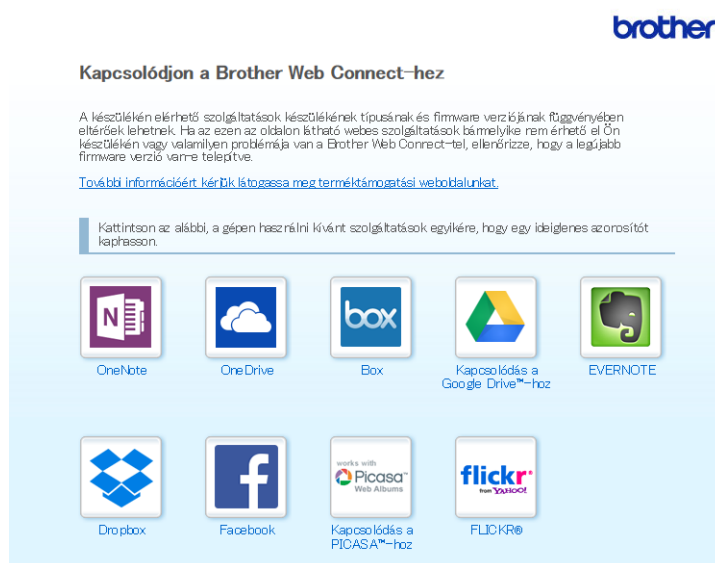 brother
Kapcsolódjon a Brother Web Connect-hez
A készülékén elérhető szolgáltatások készülékének típusának és firmware verziójának függvényében
eltérőek lehetnek. Ha az ezen az oldalon látható webes szolgáltatások bármelyike nem érhető el Ön
készülékén vagy valamilyen problémája van a Brother Web Connect-tel, ellenőrizze, hogy a legújabb
firmware verzió van-e telepítve.
További információért kérjük látogassa meg terméktámogatási weboldalunkat.
Kattintson az alábbi, a gépen használni kívánt szolgáltatások egyikére, hogy egy ideiglenes azorosítót
kaphasson.
N
box
OneNote
OneDrive
Box
Kapcsolódás a
Google Drive™-hoz
EVERNOTE
f
works with
Picasa™
Web Albums
flickr
from YAHOO!
Dropbox
Facebook
Kapcsolódás a
PICASA™-hoz
FLICKR®